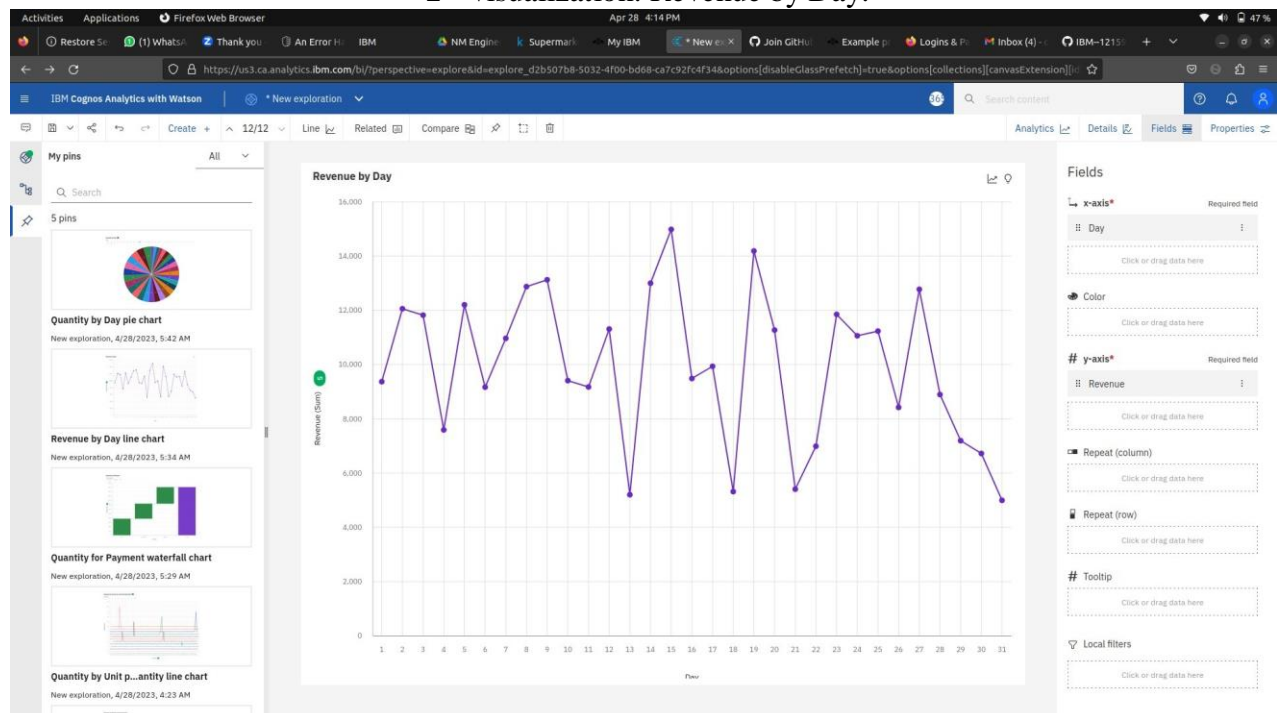 2 – Visualization: Revenue by Day.
Activities Applications Firefox Web Browser Apr 28 4:14 PM 47 %
Restore Se (1) WhatsA Thank you An Error H IBM NM Engine Supermark My IBM * New ex Join GitHu Example p Logins & Pa Inbox (4) - IBM-12155
https://us3.ca.analytics.ibm.com/bi/?perspective=explore&id=explore_d2b507b8-5032-4f00-bd68-ca7c92fc4f34&options[disableGlassPrefetch]=true&options[collections][canvasExtension][id
IBM Cognos Analytics with Watson * New exploration Search content
Create + 12/12 Line Related Compare Analytics Details Fields Properties
My pins All
Search
5 pins
Quantity by Day pie chart
New exploration, 4/28/2023, 5:42 AM
Revenue by Day line chart
New exploration, 4/28/2023, 5:34 AM
Quantity for Payment waterfall chart
New exploration, 4/28/2023, 5:29 AM
Quantity by Unit p...antity line chart
New exploration, 4/28/2023, 4:23 AM
Revenue by Day
16,000
14,000
12,000
10,000
8,000
6,000
4,000
2,000
0
Revenue (Sum)
1 2 3 4 5 6 7 8 9 10 11 12 13 14 15 16 17 18 19 20 21 22 23 24 25 26 27 28 29 30 31
Day
Fields
x-axis* Required field
Day
Click or drag data here
Color
Click or drag data here
# y-axis* Required field
Revenue
Click or drag data here
Repeat (column)
Click or drag data here
Repeat (row)
Click or drag data here
# Tooltip
Click or drag data here
Local filters
Click or drag data here